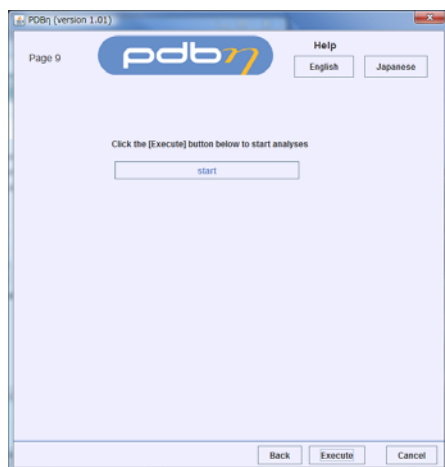 PDBη (version 1.01)
Page 9
pdbη
Help
English
Japanese
Click the [Execute] button below to start analyses
start
Back
Execute
Cancel